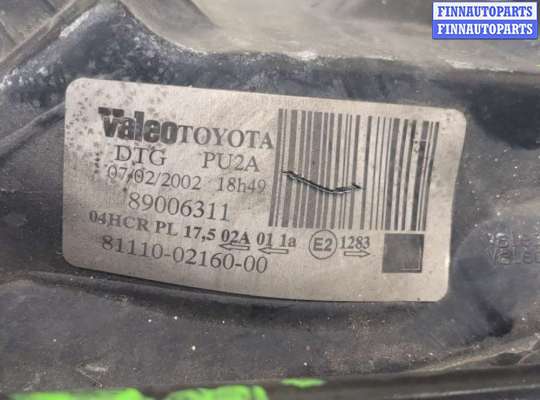 FINNAUTOPARTS
FINNAUTOPARTS
Valeo TOYOTA
DTG PU2A
07/02/2002 18h49
89006311
04HCR PL 17,5 02A 01 1a E2 1283
81110-02160-00